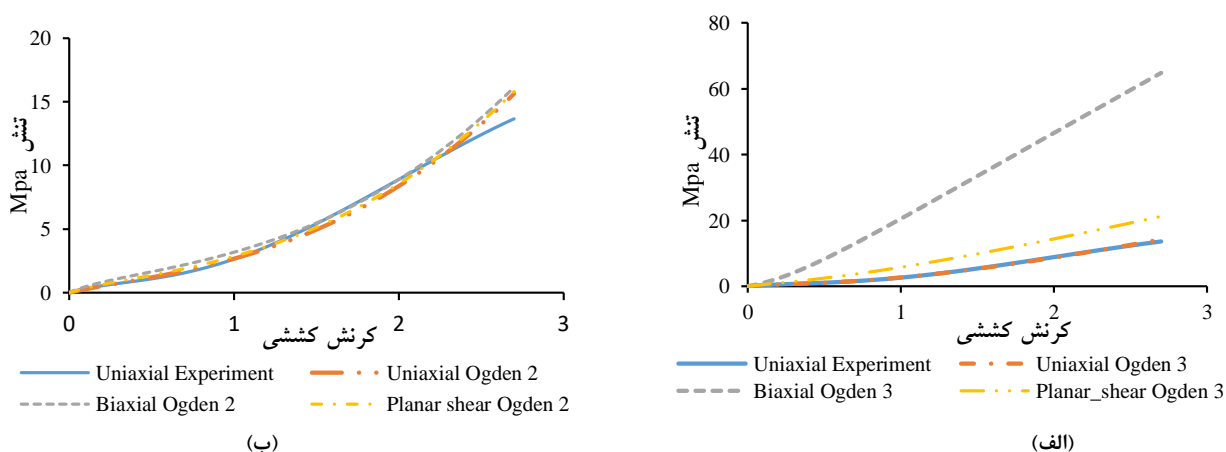 20
15
10
5
0
تنش Mpa
0 1 2 3
کرنش کششی
Uniaxial Experiment
Uniaxial Ogden 2
Biaxial Ogden 2
Planar shear Ogden 2
(ب)
80
60
40
20
0
تنش Mpa
0 1 2 3
کرنش کششی
Uniaxial Experiment
Uniaxial Ogden 3
Biaxial Ogden 3
Planar_shear Ogden 3
(الف)